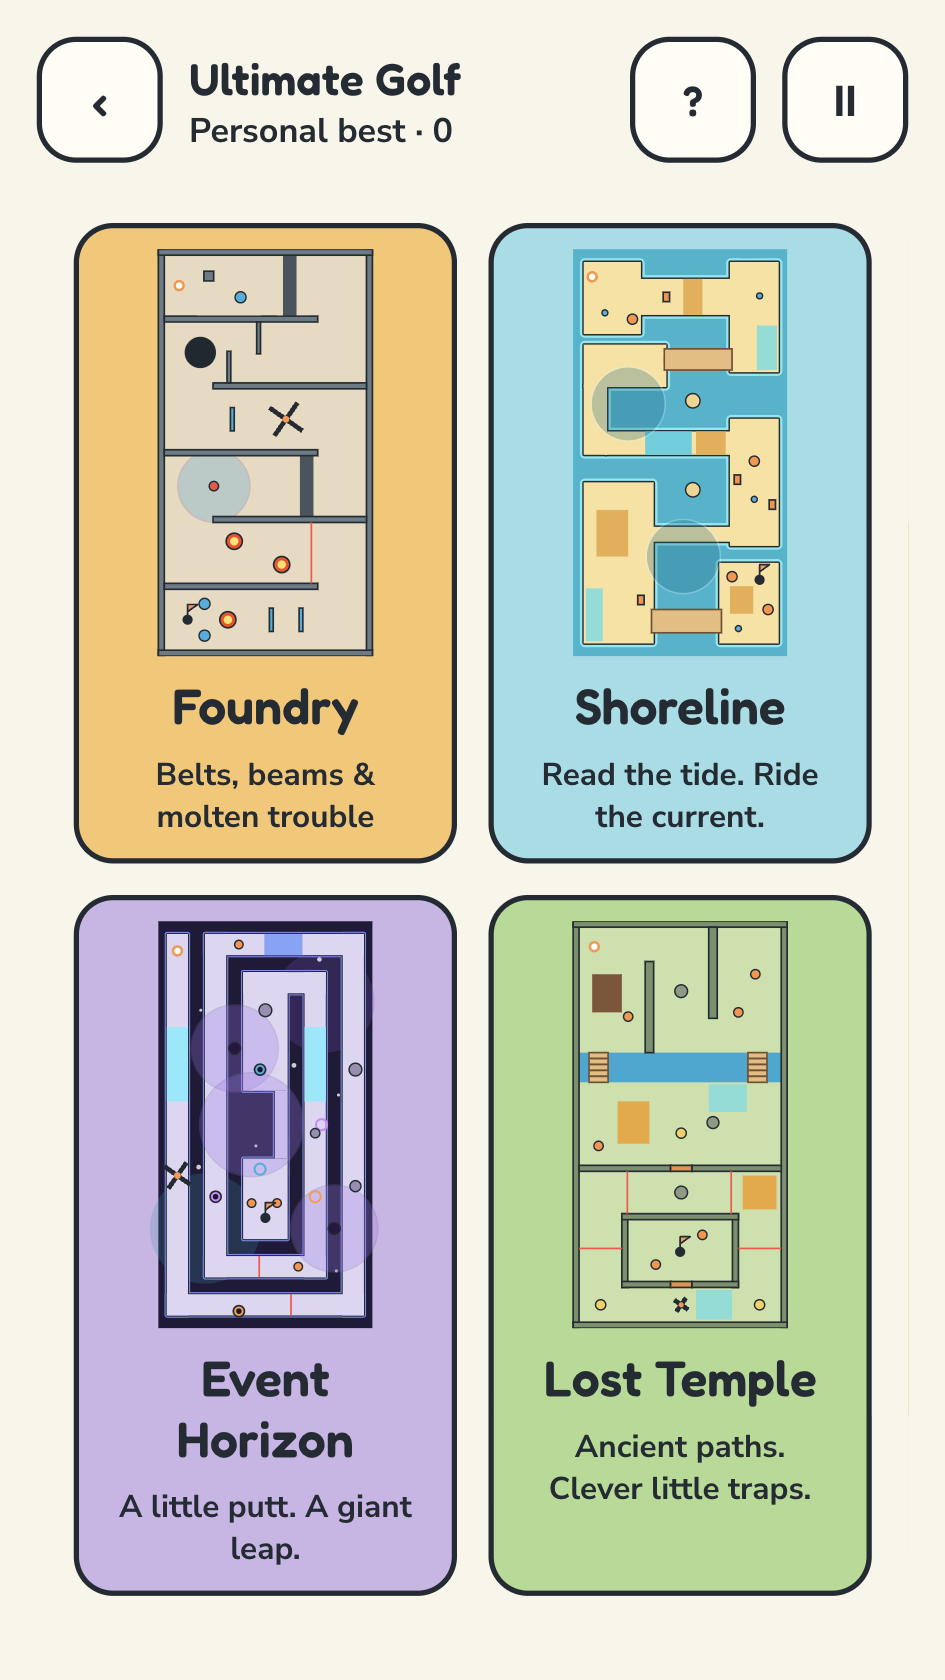 ‹
Ultimate Golf
Personal best · 0
?
Foundry
Belts, beams &
molten trouble
Shoreline
Read the tide. Ride
the current.
Event
Horizon
A little putt. A giant
leap.
Lost Temple
Ancient paths.
Clever little traps.